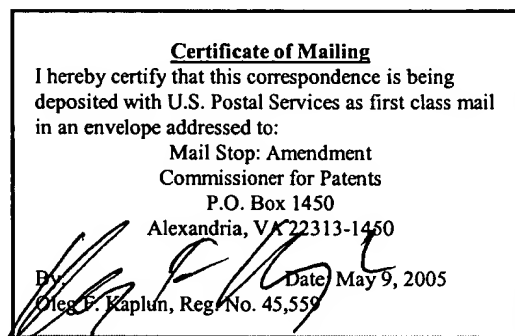 Certificate of Mailing
I hereby certify that this correspondence is being
deposited with U.S. Postal Services as first class mail
in an envelope addressed to:
Mail Stop: Amendment
Commissioner for Patents
P.O. Box 1450
Alexandria, VA 22313-1450
By: Date: May 9, 2005
Oleg F. Kaplun, Reg. No. 45,559